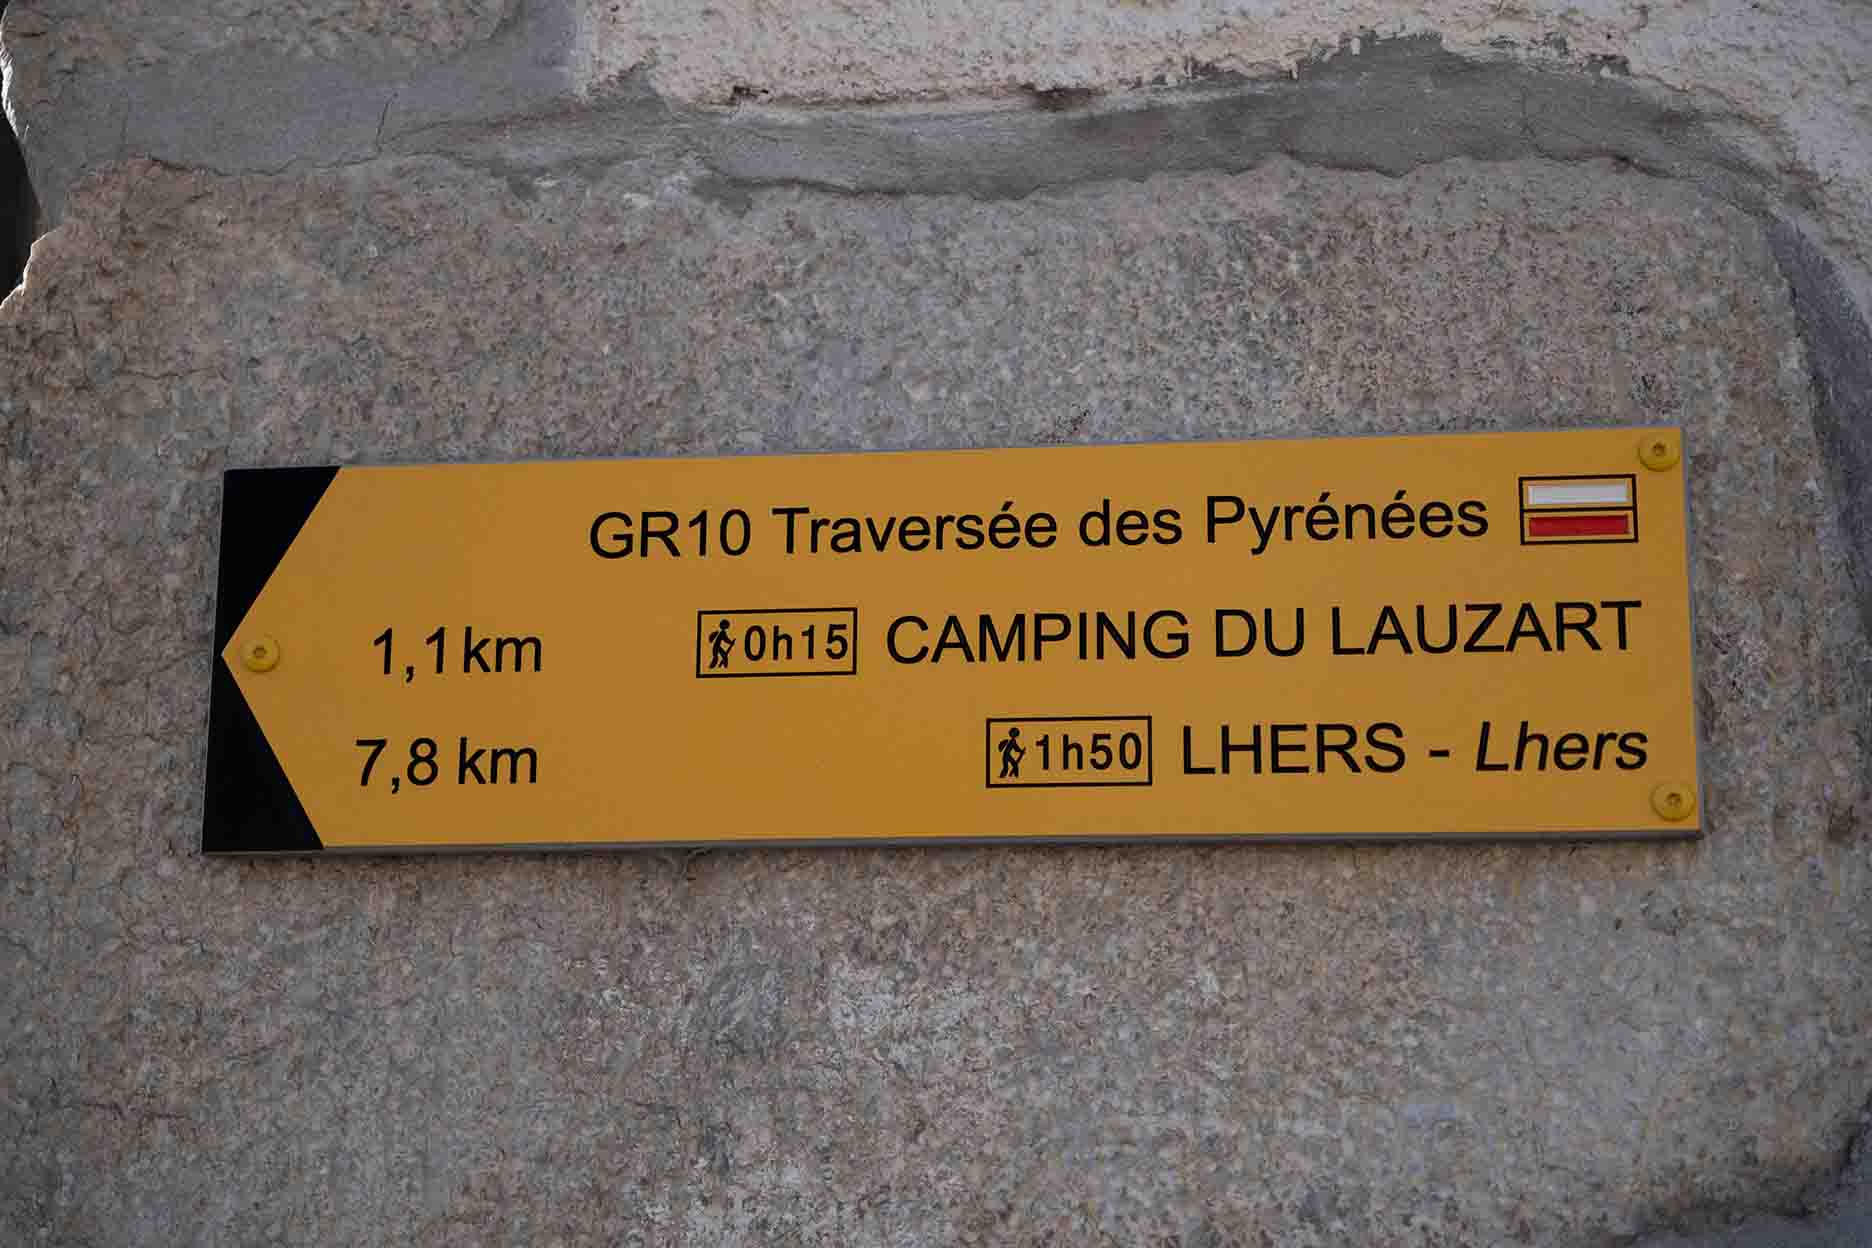 GR10 Traversée des Pyrénées
1,1 km 0h15 CAMPING DU LAUZART
7,8 km 1h50 LHERS - Lhers